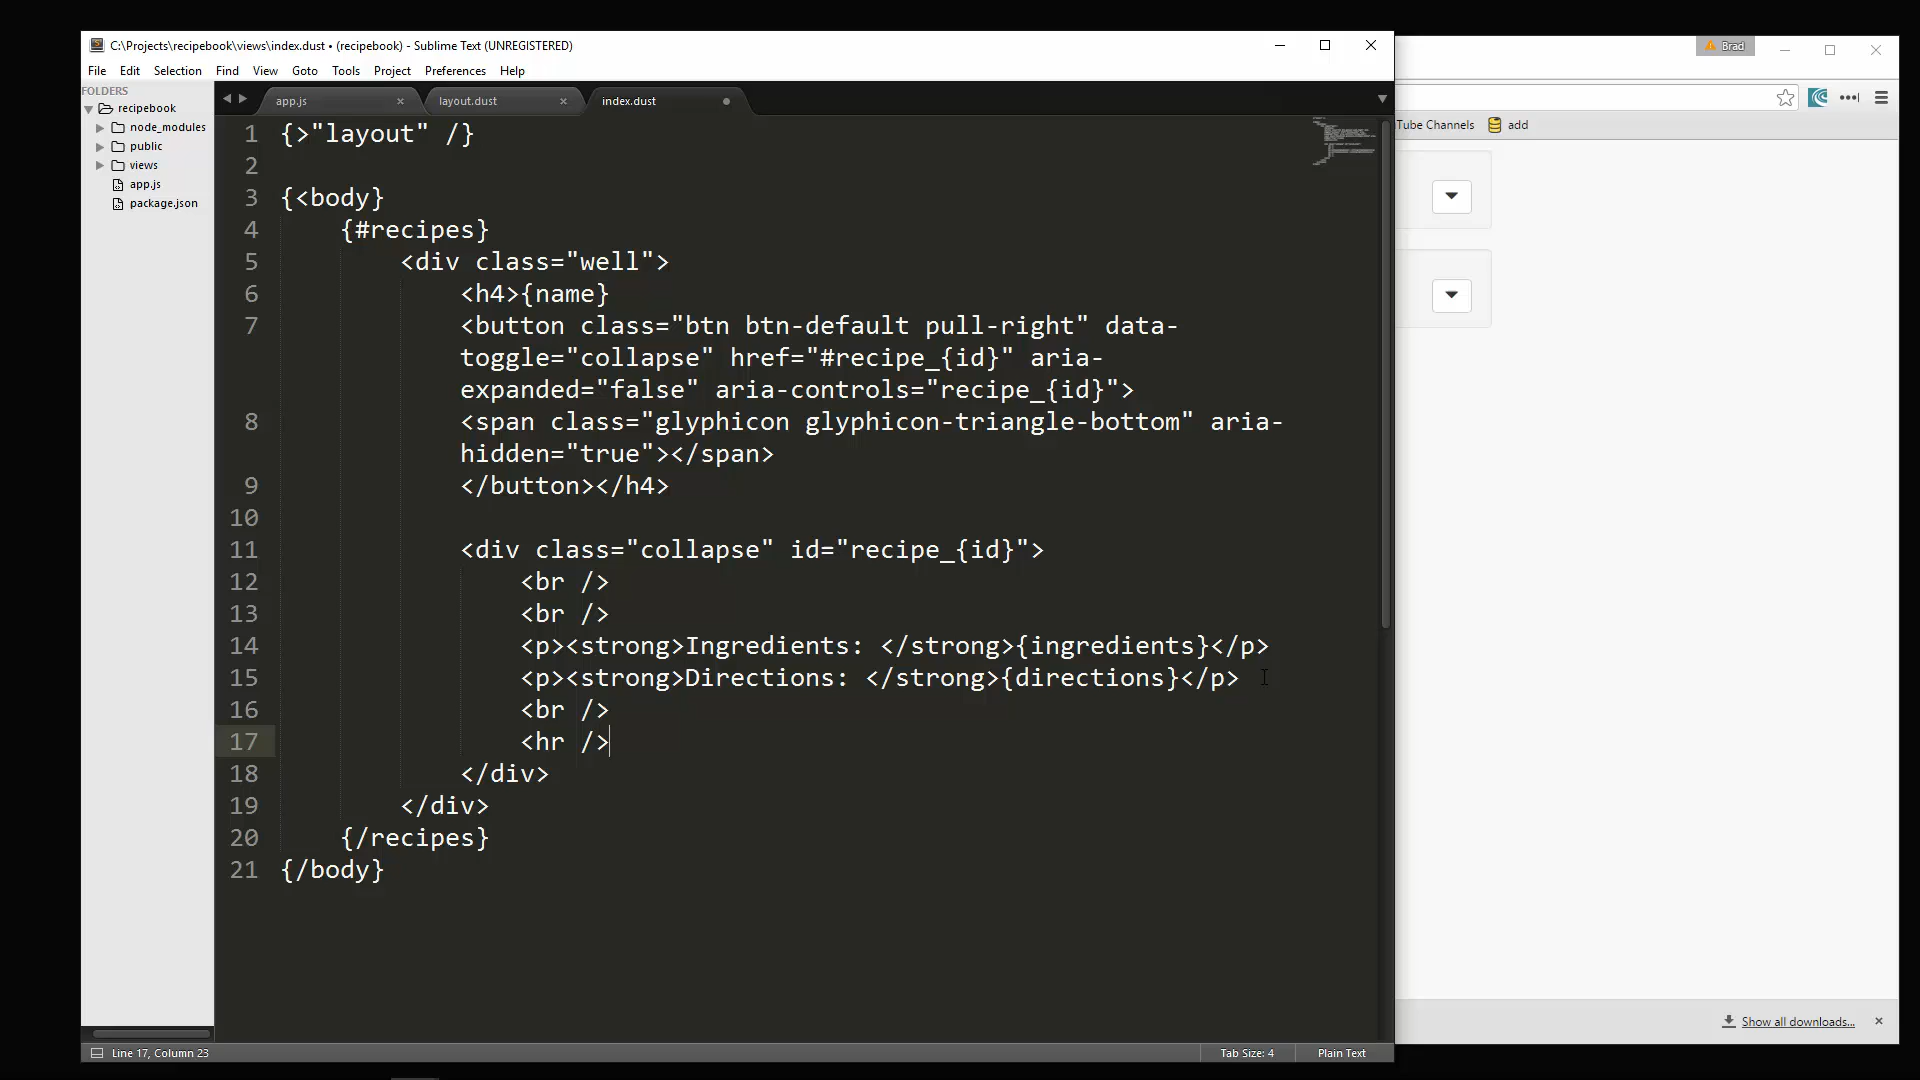 C:\Projects\recipebook\views\index.dust • (recipebook) - Sublime Text (UNREGISTERED)
Brad
File Edit Selection Find View Goto Tools Project Preferences Help
FOLDERS
recipebook
node_modules
public
views
app.js
package.json
app.js
layout.dust
index.dust
Tube Channels
add
1 {>"layout" /}
2
3 {<body}
4 {#recipes}
5 <div class="well">
6 <h4>{name}
7 <button class="btn btn-default pull-right" data-
toggle="collapse" href="#recipe_{id}" aria-
expanded="false" aria-controls="recipe_{id}">
8 <span class="glyphicon glyphicon-triangle-bottom" aria-
hidden="true"></span>
9 </button></h4>
10
11 <div class="collapse" id="recipe_{id}">
12 <br />
13 <br />
14 <p><strong>Ingredients: </strong>{ingredients}</p>
15 <p><strong>Directions: </strong>{directions}</p>
16 <br />
17 <hr />
18 </div>
19 </div>
20 {/recipes}
21 {/body}
Show all downloads...
Line 17, Column 23
Tab Size: 4
Plain Text